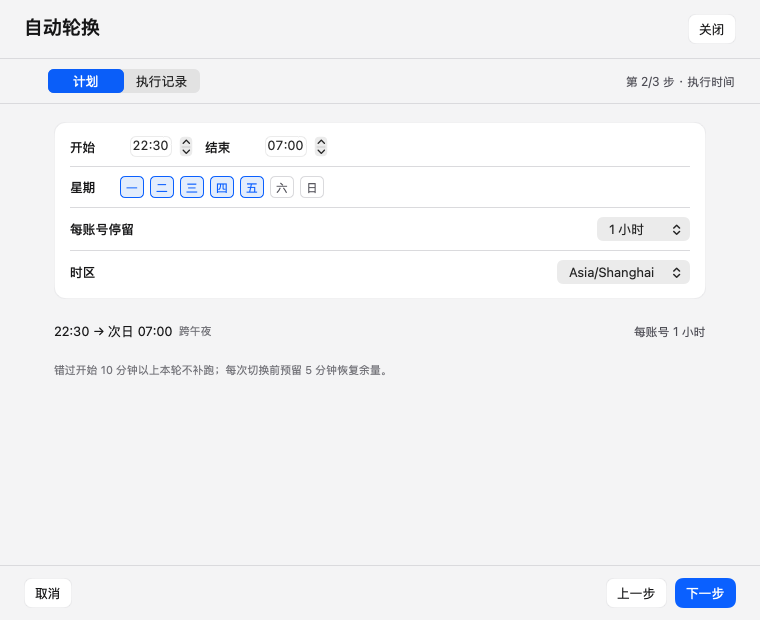 自动轮换
关闭
计划 执行记录
第 2/3 步 · 执行时间
开始 22:30 结束 07:00
星期 一 二 三 四 五 六 日
每账号停留 1 小时
时区 Asia/Shanghai
22:30 → 次日 07:00 跨午夜
每账号 1 小时
错过开始 10 分钟以上本轮不补跑；每次切换前预留 5 分钟恢复余量。
取消
上一步 下一步